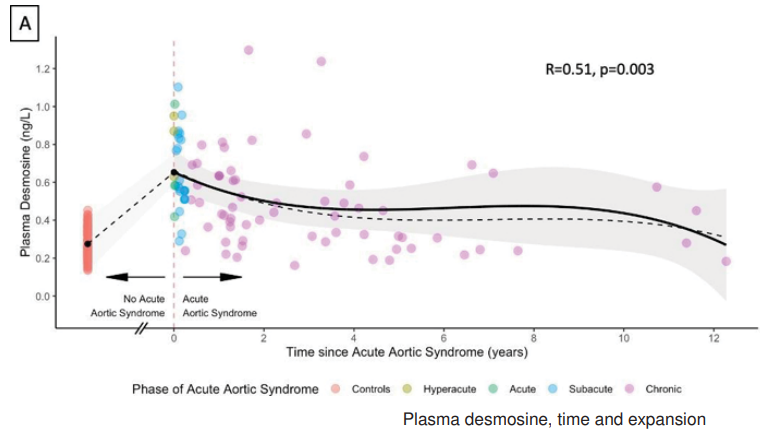 A
R=0.51, p=0.003
Plasma Desmosine (ng/L)
1.2
1.0
0.8
0.6
0.4
0.2
0.0
No Acute
Aortic Syndrome
Acute
Aortic Syndrome
0 2 4 6 8 10 12
Time since Acute Aortic Syndrome (years)
Phase of Acute Aortic Syndrome Controls Hyperacute Acute Subacute Chronic
Plasma desmosine, time and expansion